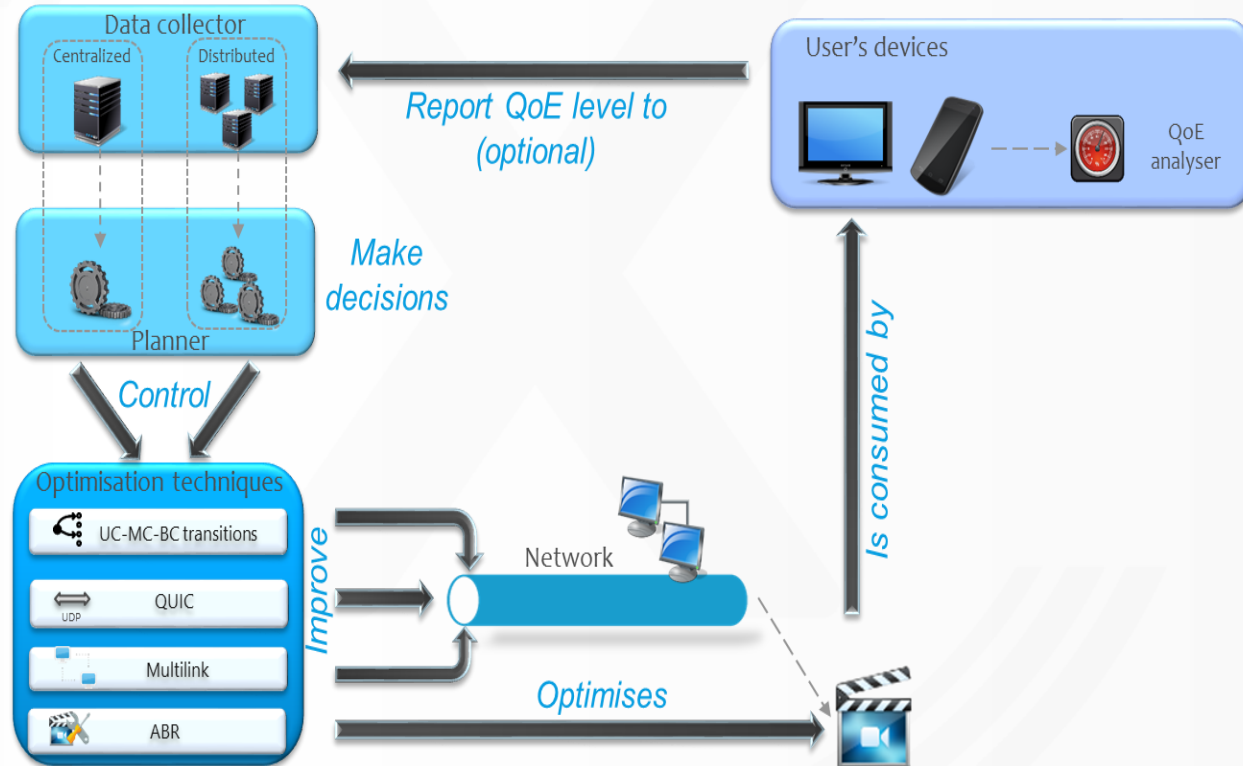 Data collector
Centralized
Distributed
Report QoE level to
(optional)
User's devices
QoE
analyser
Make
decisions
Planner
Control
Is consumed by
Optimisation techniques
UC-MC-BC transitions
UDP
QUIC
Multilink
ABR
Improve
Network
Optimises